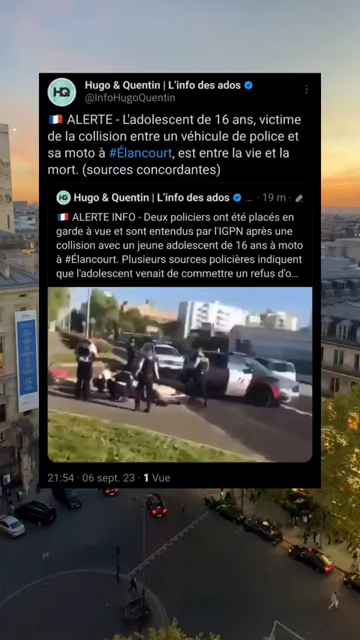 HQ
Hugo & Quentin | L'info des ados
@InfoHugoQuentin
🇫🇷 ALERTE - L'adolescent de 16 ans, victime
de la collision entre un véhicule de police et
sa moto à #Élancourt, est entre la vie et la
mort. (sources concordantes)
HQ Hugo & Quentin | L'info des ados ... · 19 m ·
🇫🇷 ALERTE INFO - Deux policiers ont été placés en
garde à vue et sont entendus par l'IGPN après une
collision avec un jeune adolescent de 16 ans à moto
à #Élancourt. Plusieurs sources policières indiquent
que l'adolescent venait de commettre un refus d'o...
21:54 · 06 sept. 23 · 1 Vue